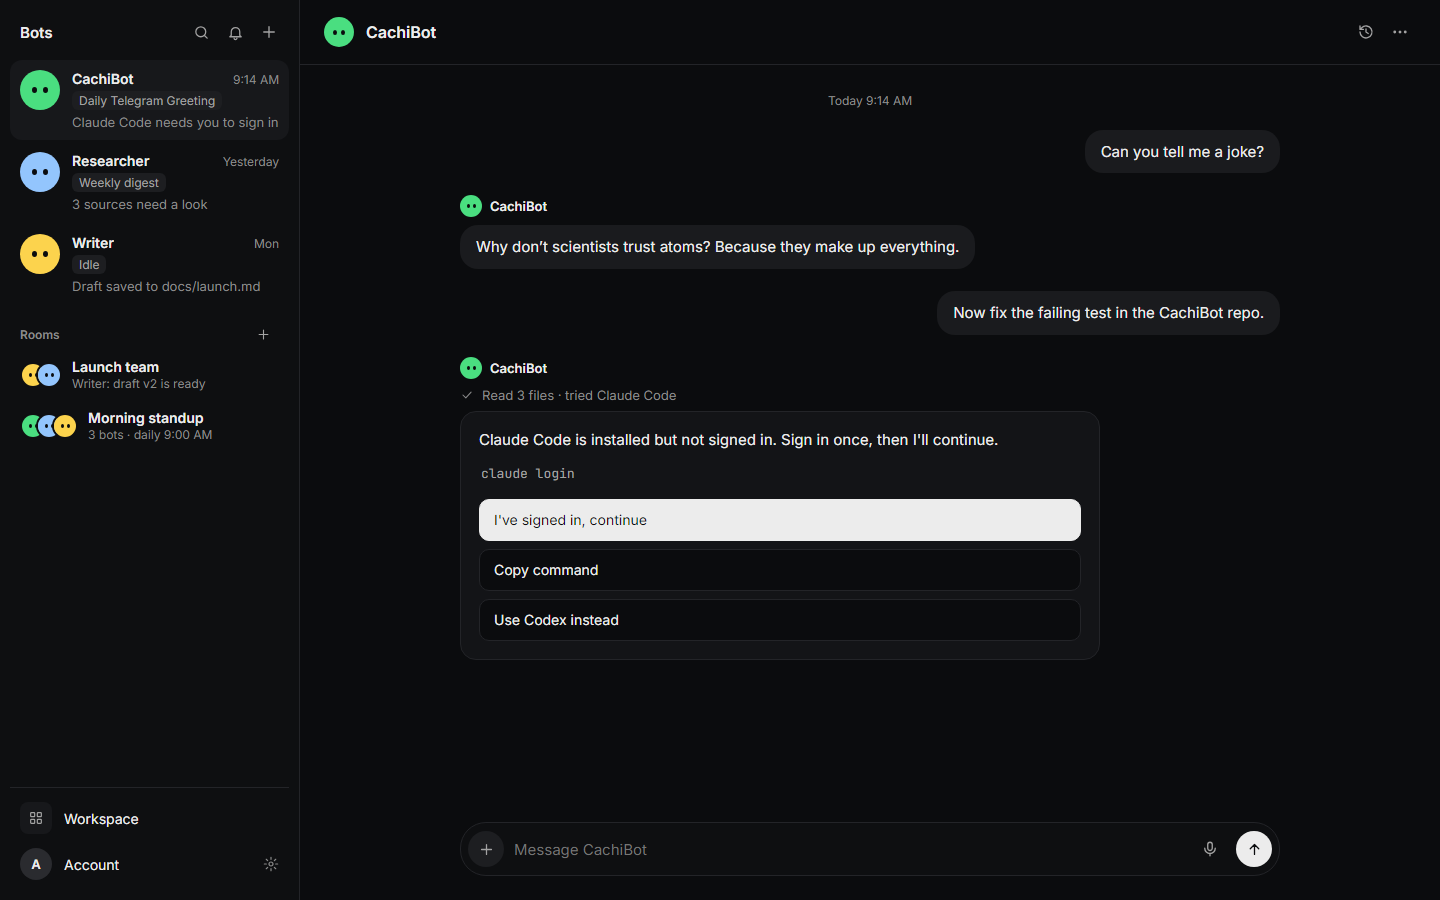 Bots
CachiBot
9:14 AM
Daily Telegram Greeting
Claude Code needs you to sign in
Researcher
Yesterday
Weekly digest
3 sources need a look
Writer
Mon
Idle
Draft saved to docs/launch.md
Rooms
Launch team
Writer: draft v2 is ready
Morning standup
3 bots · daily 9:00 AM
Workspace
A
Account
CachiBot
Today 9:14 AM
Can you tell me a joke?
CachiBot
Why don’t scientists trust atoms? Because they make up everything.
Now fix the failing test in the CachiBot repo.
CachiBot
Read 3 files · tried Claude Code
Claude Code is installed but not signed in. Sign in once, then I'll continue.
claude login
I've signed in, continue
Copy command
Use Codex instead
Message CachiBot